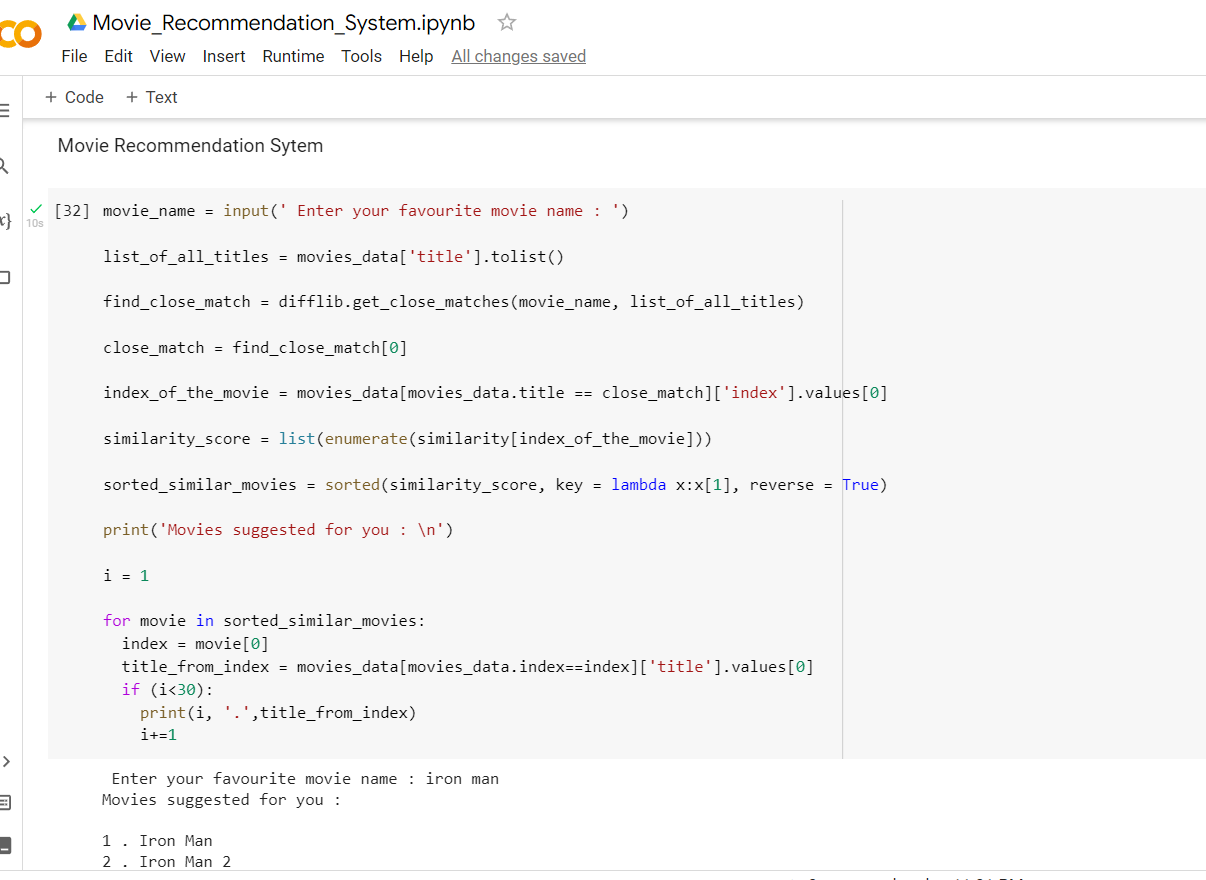 Movie_Recommendation_System.ipynb
File Edit View Insert Runtime Tools Help All changes saved
+ Code + Text
Movie Recommendation Sytem
10s
[32] movie_name = input(' Enter your favourite movie name : ')
list_of_all_titles = movies_data['title'].tolist()
find_close_match = difflib.get_close_matches(movie_name, list_of_all_titles)
close_match = find_close_match[0]
index_of_the_movie = movies_data[movies_data.title == close_match]['index'].values[0]
similarity_score = list(enumerate(similarity[index_of_the_movie]))
sorted_similar_movies = sorted(similarity_score, key = lambda x:x[1], reverse = True)
print('Movies suggested for you : \n')
i = 1
for movie in sorted_similar_movies:
index = movie[0]
title_from_index = movies_data[movies_data.index==index]['title'].values[0]
if (i<30):
print(i, '.',title_from_index)
i+=1
Enter your favourite movie name : iron man
Movies suggested for you :
1 . Iron Man
2 . Iron Man 2